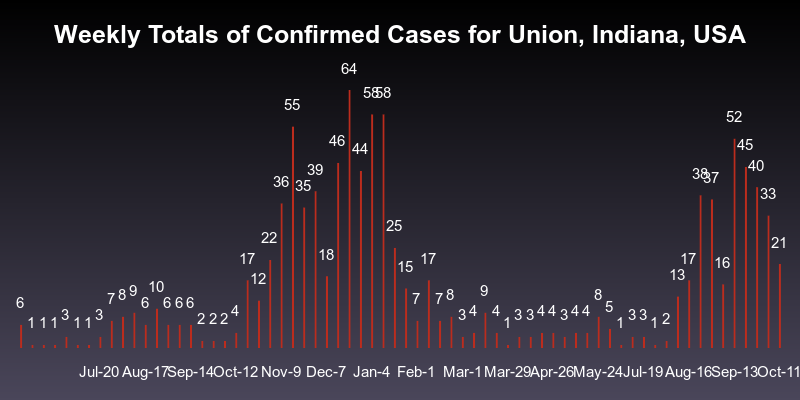 Weekly Totals of Confirmed Cases for Union, Indiana, USA
64
58 58
55
52
46 44 45
39 40
36 35 38 37
33
25
22 21
18
17 17 17 16
15
12 13
10
6 1 1 1 3 1 1 3 7 8 9 6 6 6 6 2 2 2 4 7 7 8 3 4 9 4 1 3 3 4 4 3 4 4 8 5 1 3 3 1 2
Jul-20 Aug-17 Sep-14 Oct-12 Nov-9 Dec-7 Jan-4 Feb-1 Mar-1 Mar-29 Apr-26 May-24 Jul-19 Aug-16 Sep-13 Oct-11